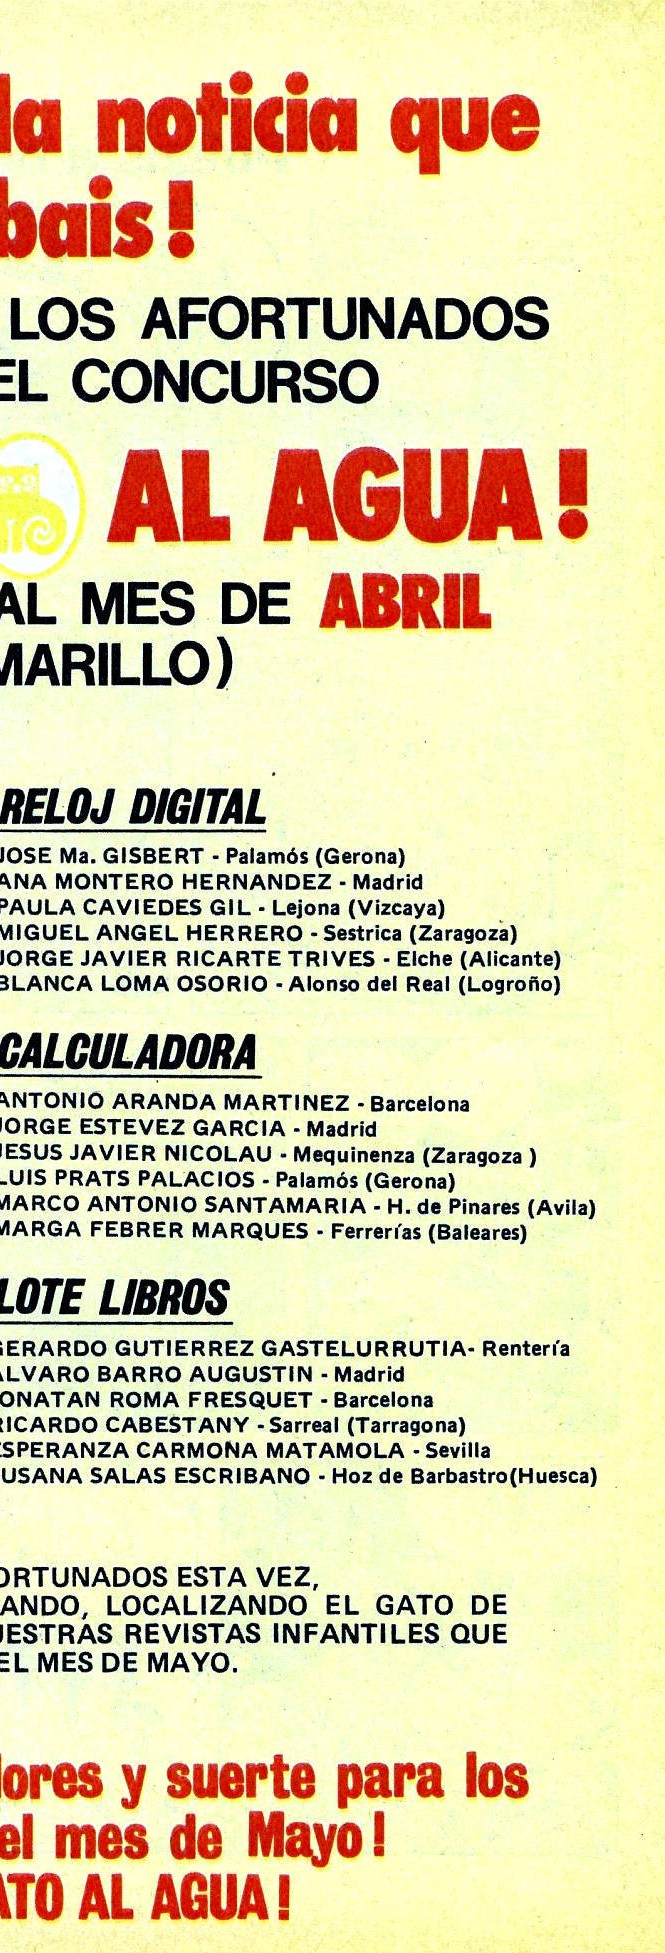 la noticia que
bais!
LOS AFORTUNADOS
EL CONCURSO
AL AGUA!
AL MES DE ABRIL
MARILLO)
RELOJ DIGITAL
JOSE Ma. GISBERT - Palamós (Gerona)
ANA MONTERO HERNANDEZ - Madrid
PAULA CAVIEDES GIL - Lejona (Vizcaya)
MIGUEL ANGEL HERRERO - Sestrica (Zaragoza)
JORGE JAVIER RICARTE TRIVES - Elche (Alicante)
BLANCA LOMA OSORIO - Alonso del Real (Logroño)
CALCULADORA
ANTONIO ARANDA MARTINEZ - Barcelona
JORGE ESTEVEZ GARCIA - Madrid
JESUS JAVIER NICOLAU - Mequinenza (Zaragoza )
LUIS PRATS PALACIOS - Palamós (Gerona)
MARCO ANTONIO SANTAMARIA - H. de Pinares (Avila)
MARGA FEBRER MARQUES - Ferrerías (Baleares)
LOTE LIBROS
GERARDO GUTIERREZ GASTELURRUTIA- Rentería
ALVARO BARRO AUGUSTIN - Madrid
ONATAN ROMA FRESQUET - Barcelona
RICARDO CABESTANY - Sarreal (Tarragona)
ESPERANZA CARMONA MATAMOLA - Sevilla
USANA SALAS ESCRIBANO - Hoz de Barbastro(Huesca)
ORTUNADOS ESTA VEZ,
ANDO, LOCALIZANDO EL GATO DE
UESTRAS REVISTAS INFANTILES QUE
EL MES DE MAYO.
dores y suerte para los
el mes de Mayo!
ATO AL AGUA!